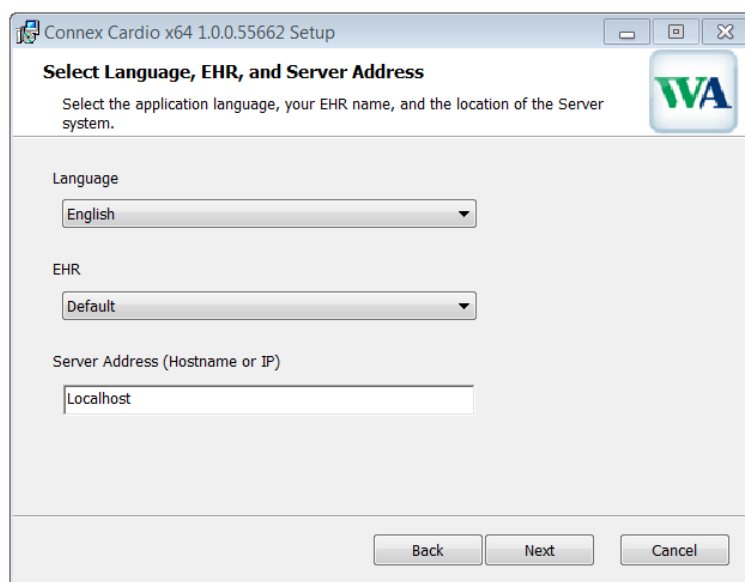 Connex Cardio x64 1.0.0.55662 Setup
Select Language, EHR, and Server Address
Select the application language, your EHR name, and the location of the Server
system.
WA
Language
English
EHR
Default
Server Address (Hostname or IP)
Localhost
Back Next Cancel